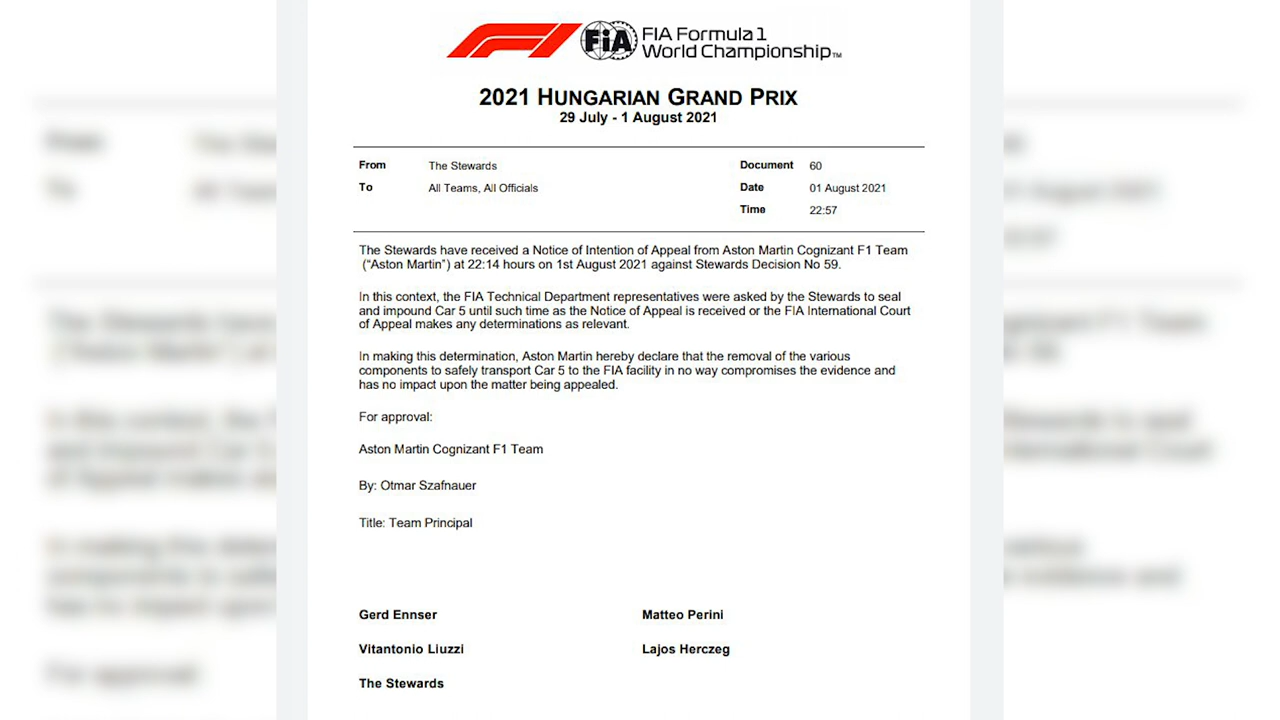 F1 FIA FIA Formula 1
World Championship™
2021 HUNGARIAN GRAND PRIX
29 July - 1 August 2021
From The Stewards Document 60
To All Teams, All Officials Date 01 August 2021
Time 22:57
The Stewards have received a Notice of Intention of Appeal from Aston Martin Cognizant F1 Team
(“Aston Martin”) at 22:14 hours on 1st August 2021 against Stewards Decision No 59.
In this context, the FIA Technical Department representatives were asked by the Stewards to seal
and impound Car 5 until such time as the Notice of Appeal is received or the FIA International Court
of Appeal makes any determinations as relevant.
In making this determination, Aston Martin hereby declare that the removal of the various
components to safely transport Car 5 to the FIA facility in no way compromises the evidence and
has no impact upon the matter being appealed.
For approval:
Aston Martin Cognizant F1 Team
By: Otmar Szafnauer
Title: Team Principal
Gerd Ennser Matteo Perini
Vitantonio Liuzzi Lajos Herczeg
The Stewards